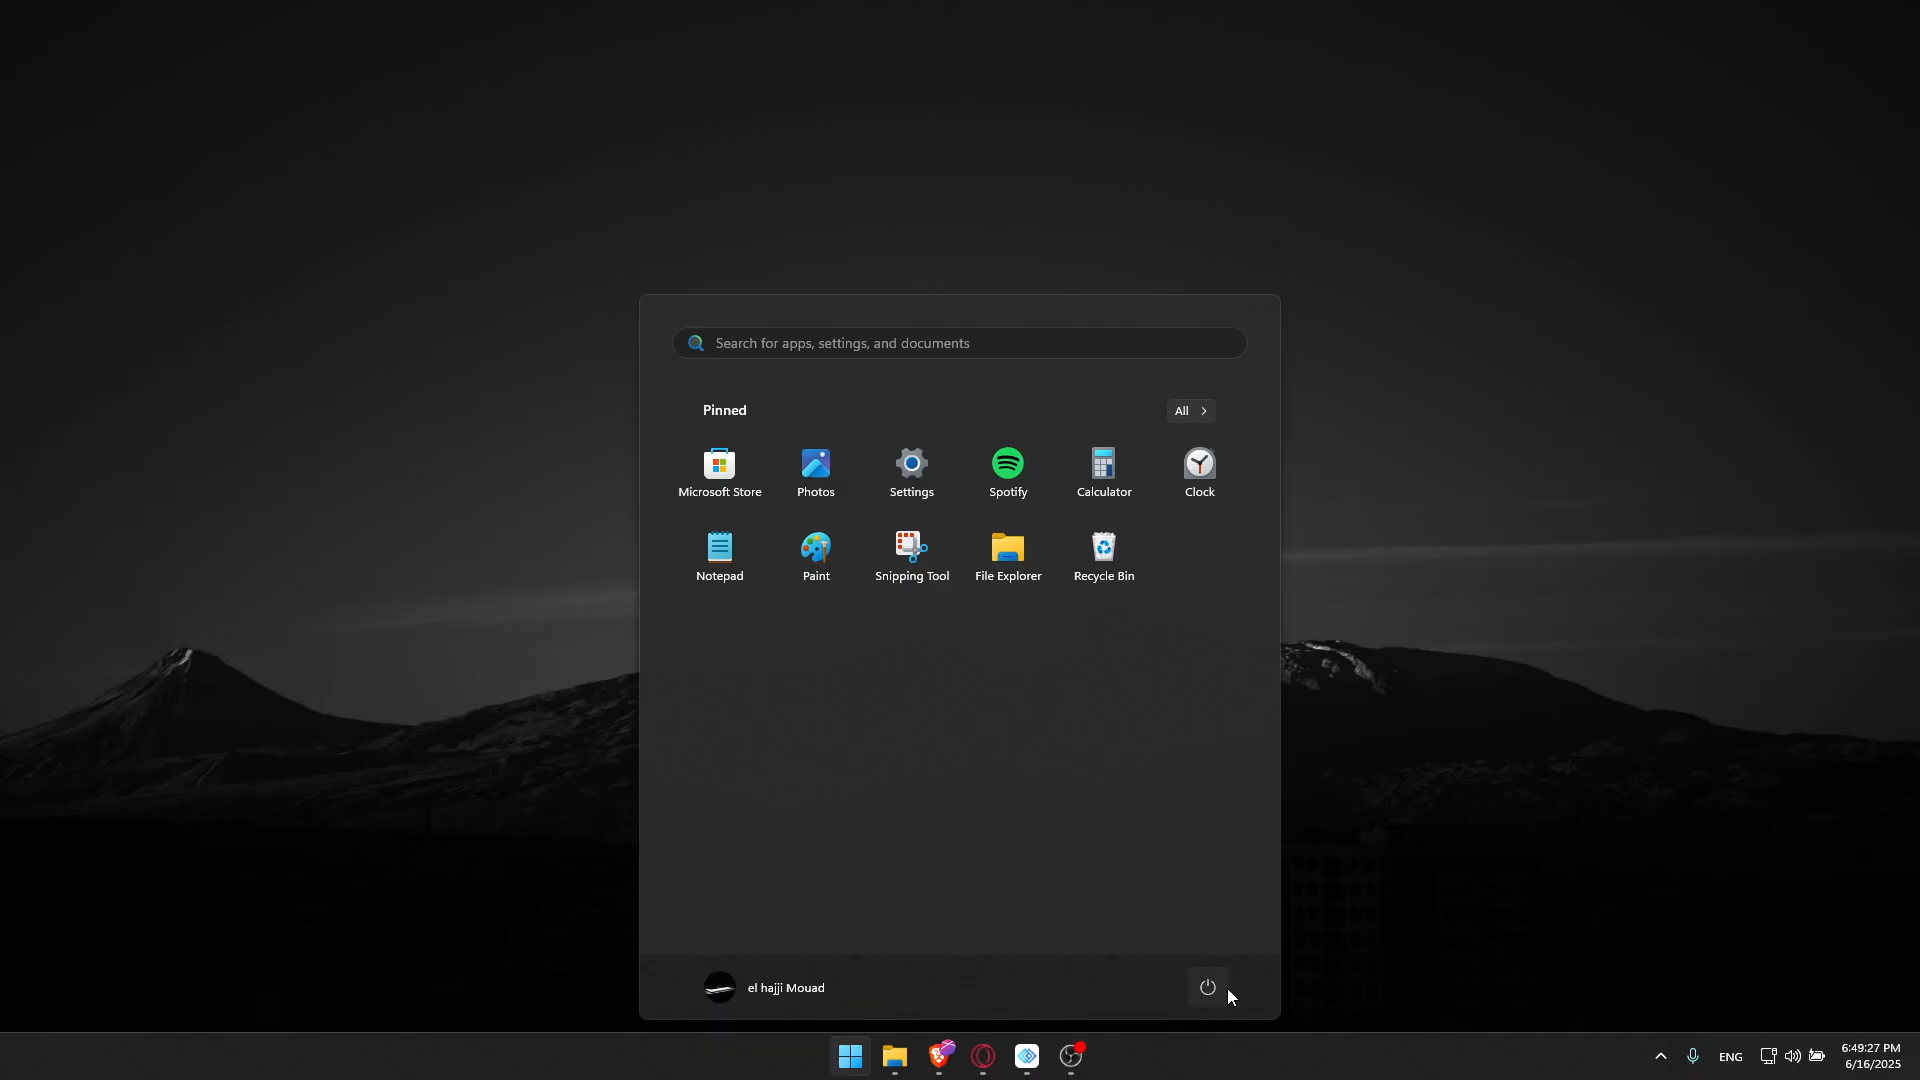 Search for apps, settings, and documents
Pinned
All
Microsoft Store
Photos
Settings
Spotify
Calculator
Clock
Notepad
Paint
Snipping Tool
File Explorer
Recycle Bin
el hajji Mouad
ENG
6:49:27 PM
6/16/2025